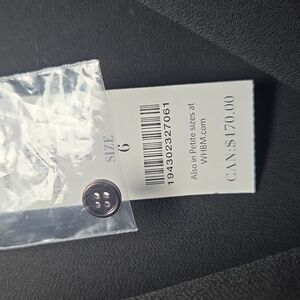 SIZE
6
194302327061
Also in Petite sizes at
WHBM.com
CAN:$170.00